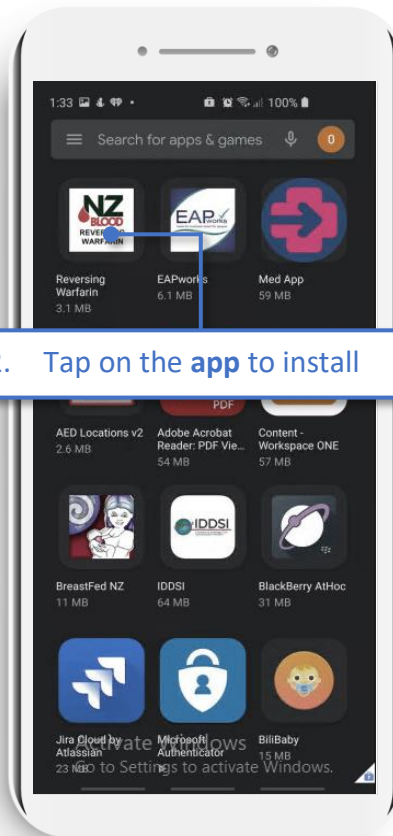 1:33
100%
Search for apps & games
0
NZ
BLOOD
REVERSING
WARFARIN
EAPworks
Reversing
Warfarin
3.1 MB
EAPworks
6.1 MB
Med App
59 MB
2. Tap on the app to install
PDF
AED Locations v2
2.6 MB
Adobe Acrobat
Reader: PDF Vie...
54 MB
Content -
Workspace ONE
57 MB
IDDSI
BreastFed NZ
11 MB
IDDSI
64 MB
BlackBerry AtHoc
31 MB
Jira Cloud by
Atlassian
23 MB
Microsoft
Authenticator
BiliBaby
15 MB
Activate Windows
Go to Settings to activate Windows.